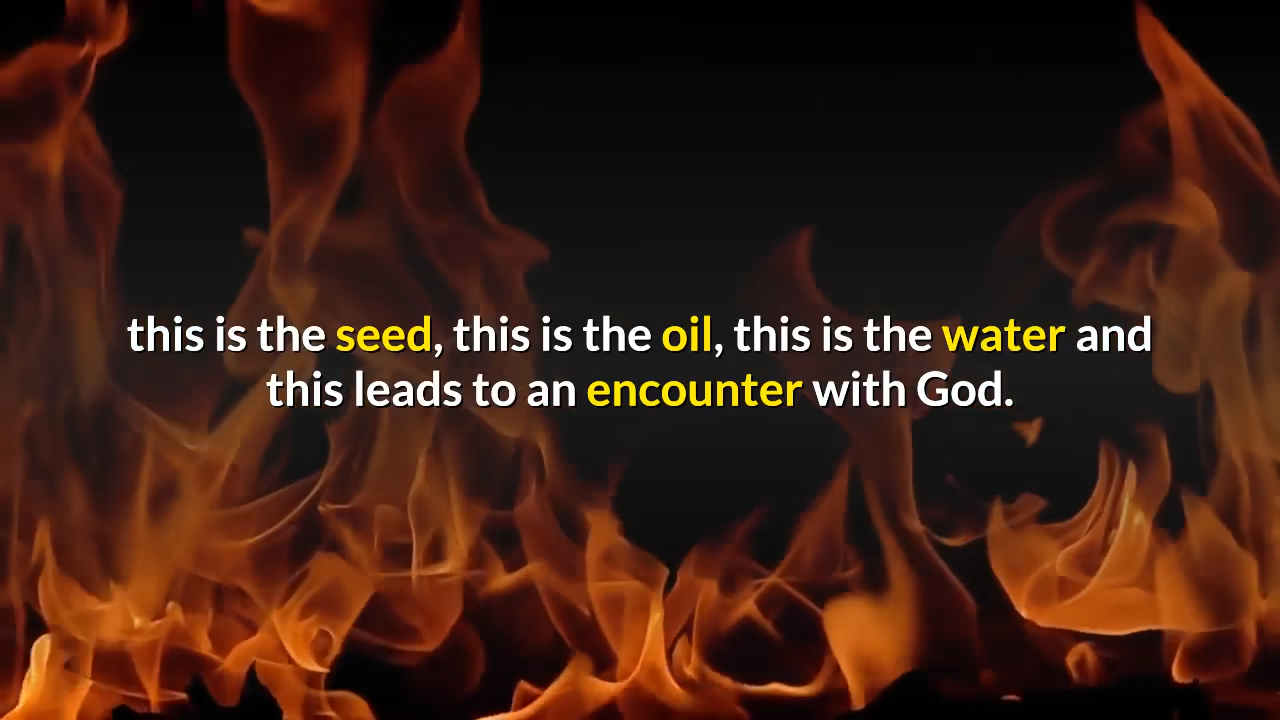 this is the seed, this is the oil, this is the water and
this leads to an encounter with God.